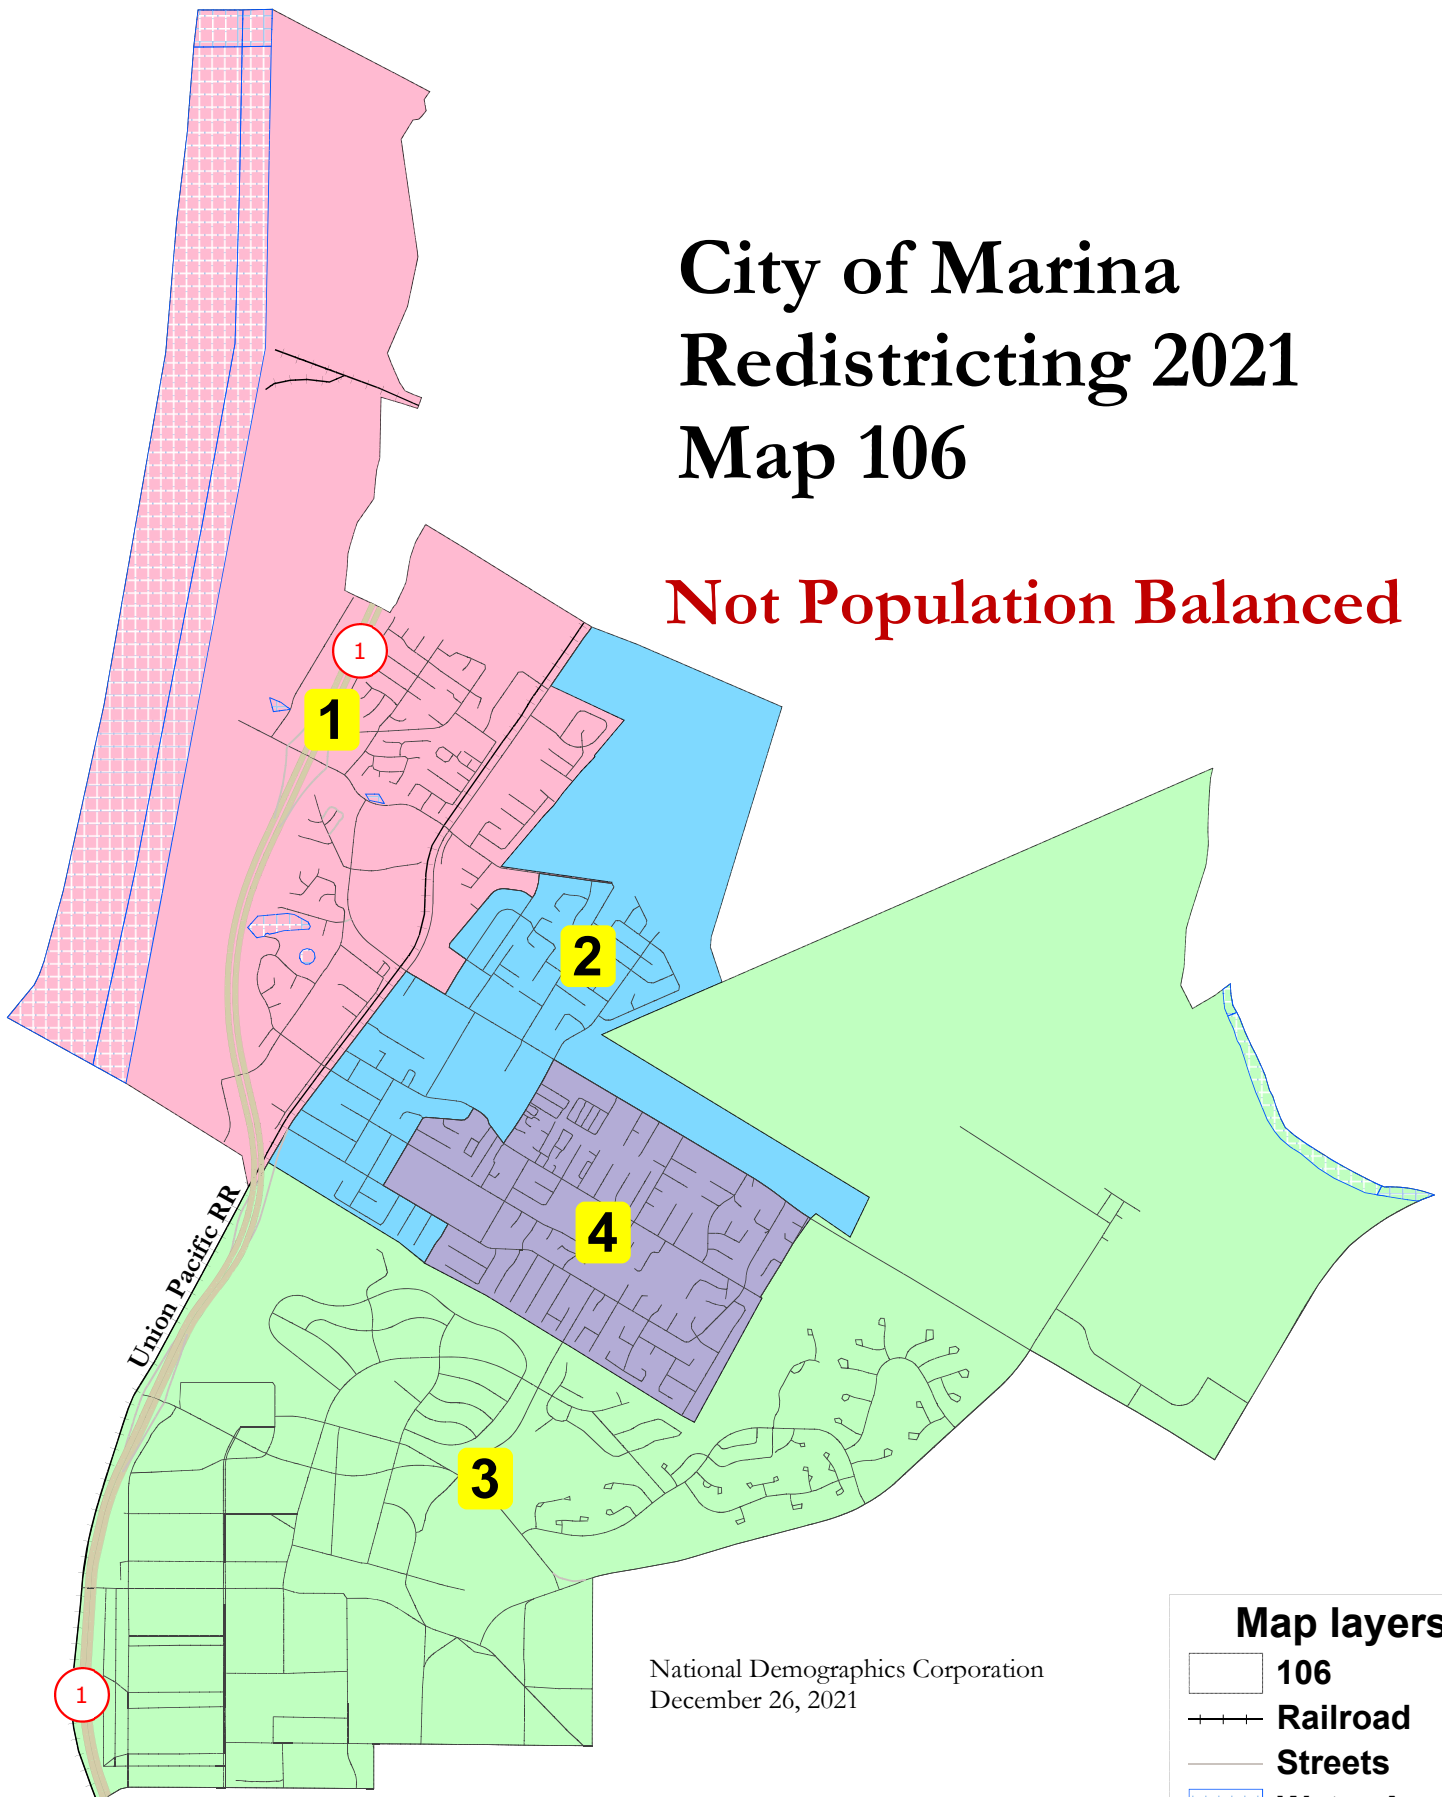 City of Marina
Redistricting 2021
Map 106
Not Population Balanced
1
1
2
4
Union Pacific RR
3
1
National Demographics Corporation
December 26, 2021
Map layers
106
Railroad
Streets